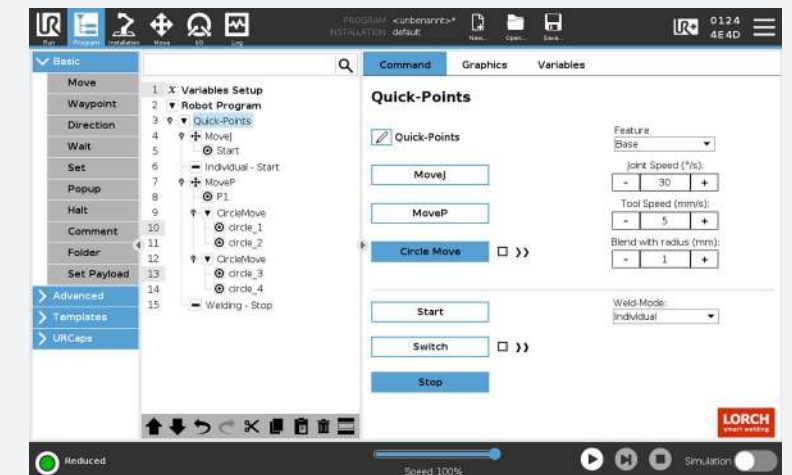 UR
UR+
PROGRAM <unbenannt>*
INSTALLATION default
0124
4E4D
Run Program Installation Move I/O Log
New... Open... Save...
Basic
Move
Waypoint
Direction
Wait
Set
Popup
Halt
Comment
Folder
Set Payload
Advanced
Templates
URCaps
1 X Variables Setup
2 Robot Program
3 Quick-Points
4 MoveJ
5 Start
6 Individual - Start
7 MoveP
8 P1
9 CircleMove
10 circle_1
11 circle_2
12 CircleMove
13 circle_3
14 circle_4
15 Welding - Stop
Command Graphics Variables
Quick-Points
Quick-Points
MoveJ
MoveP
Circle Move
Start
Switch
Stop
Feature
Base
Joint Speed (°/s):
- 30 +
Tool Speed (mm/s):
- 5 +
Blend with radius (mm):
- 1 +
Weld-Mode:
Individual
LORCH
smart welding
Reduced
Speed 100%
Simulation